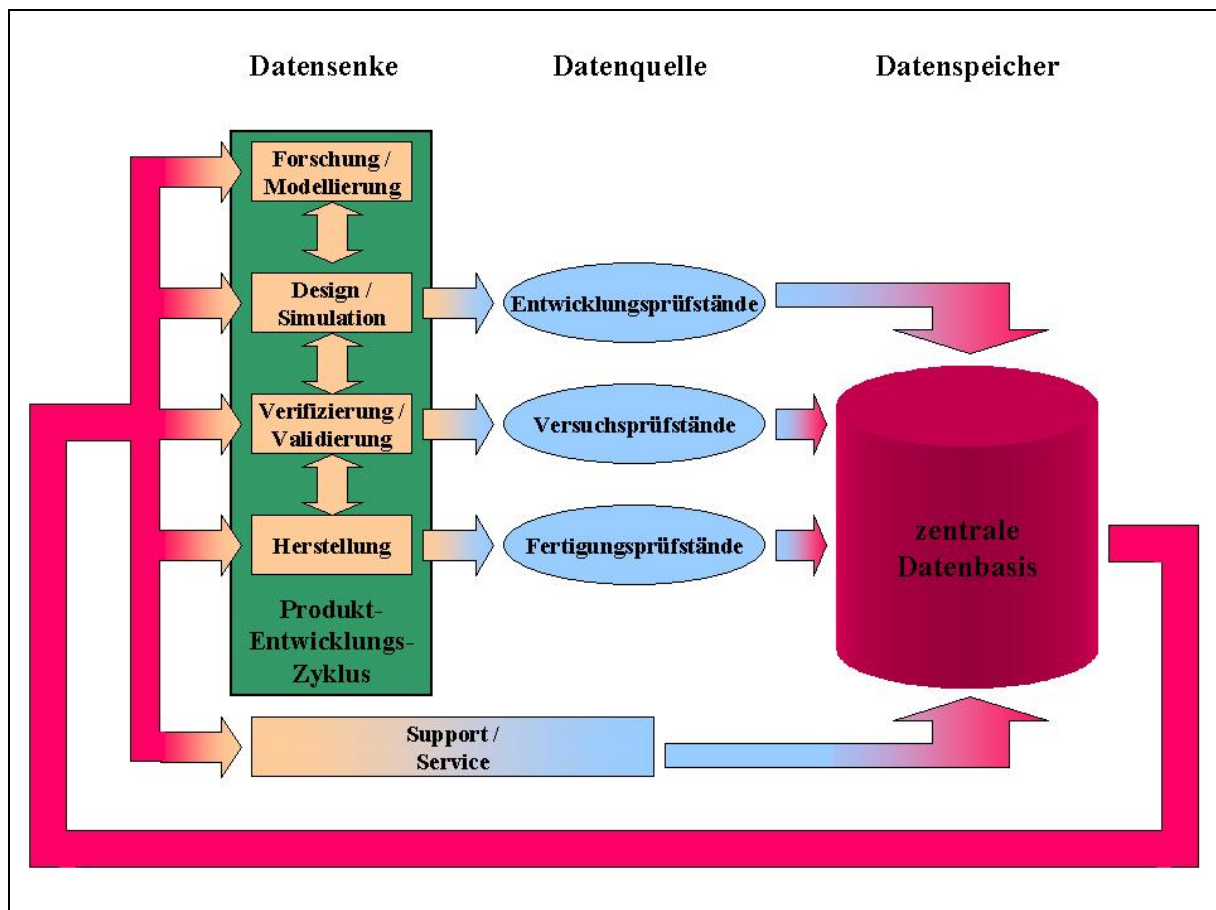 Datensenke
Datenquelle
Datenspeicher
Forschung /
Modellierung
Design /
Simulation
Entwicklungsprüfstände
Verifizierung /
Validierung
Versuchsprüfstände
Herstellung
Fertigungsprüfstände
zentrale
Datenbasis
Produkt-
Entwicklungs-
Zyklus
Support /
Service